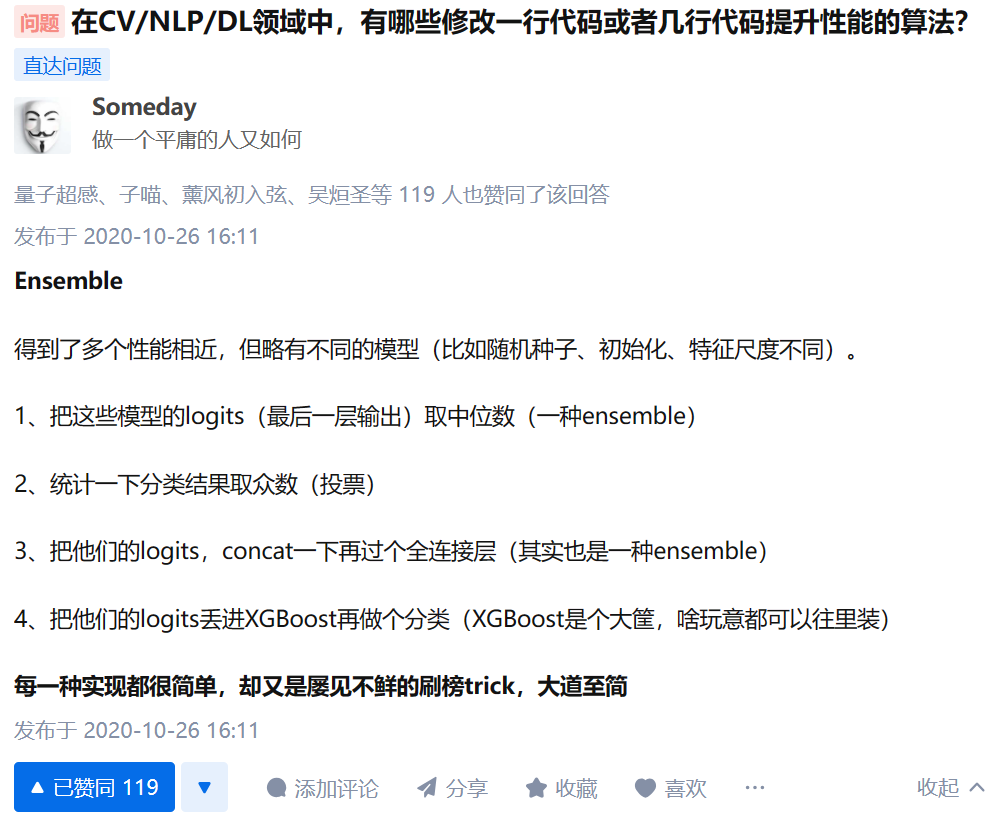 问题 在CV/NLP/DL领域中，有哪些修改一行代码或者几行代码提升性能的算法？
直达问题
Someday
做一个平庸的人又如何
量子超感、子喵、薰风初入弦、吴烜圣等 119 人也赞同了该回答
发布于 2020-10-26 16:11
Ensemble
得到了多个性能相近，但略有不同的模型（比如随机种子、初始化、特征尺度不同）。
1、把这些模型的logits（最后一层输出）取中位数（一种ensemble）
2、统计一下分类结果取众数（投票）
3、把他们的logits，concat一下再过个全连接层（其实也是一种ensemble）
4、把他们的logits丢进XGBoost再做个分类（XGBoost是个大筐，啥玩意都可以往里装）
每一种实现都很简单，却又是屡见不鲜的刷榜trick，大道至简
发布于 2020-10-26 16:11
已赞同 119 添加评论 分享 收藏 喜欢 ··· 收起